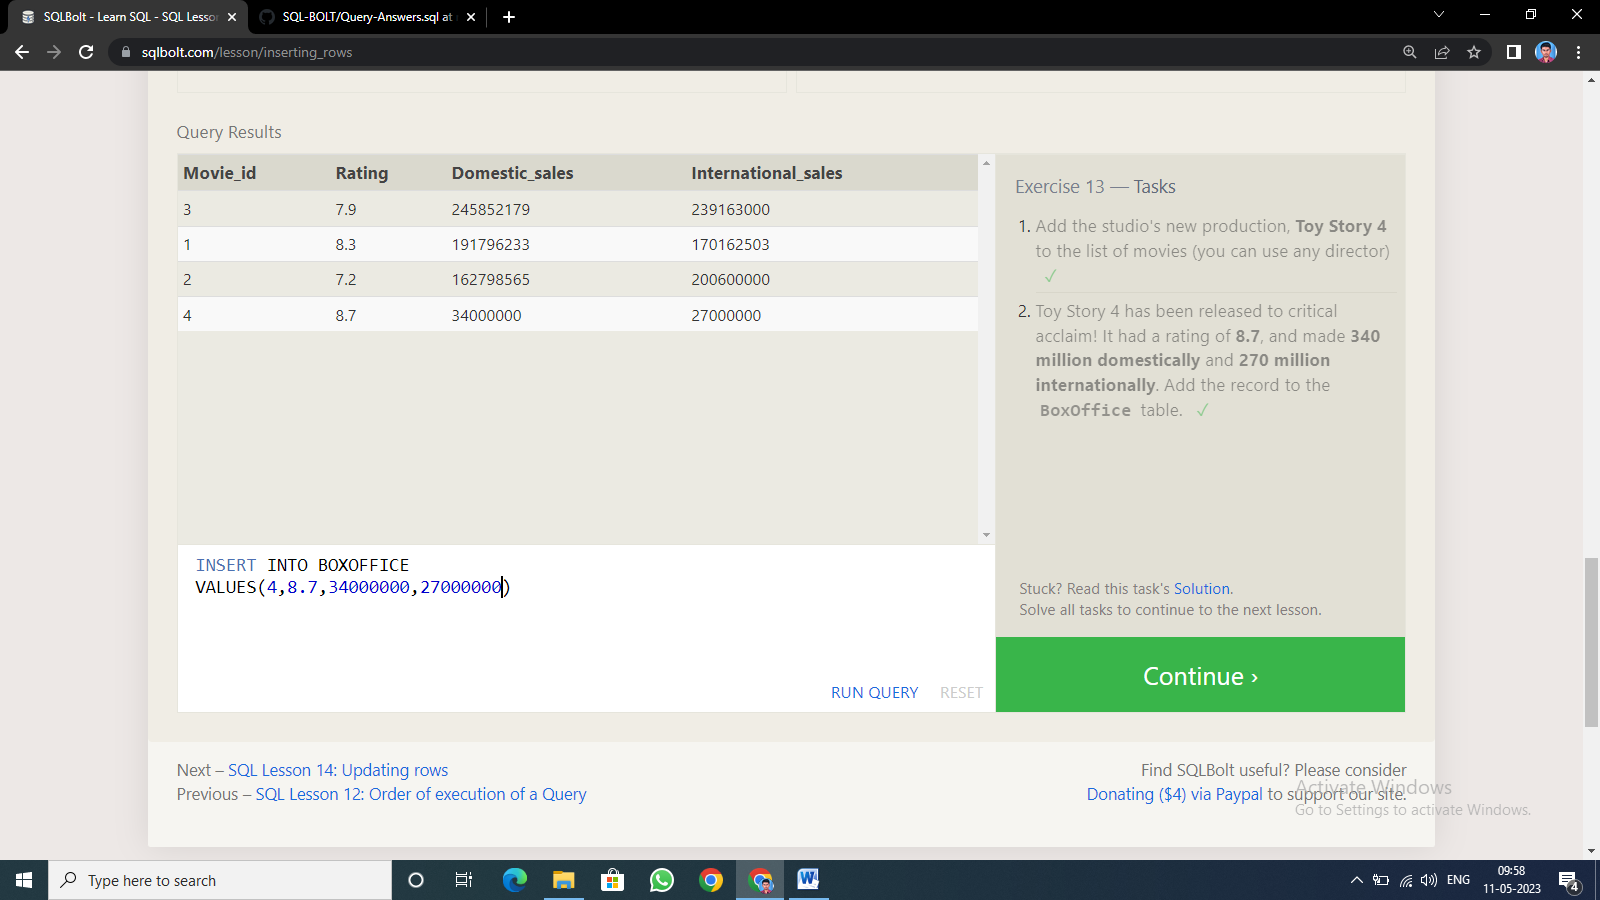 SQLBolt - Learn SQL - SQL Lesson
SQL-BOLT/Query-Answers.sql at
sqlbolt.com/lesson/inserting_rows
Query Results
Movie_id Rating Domestic_sales International_sales
3 7.9 245852179 239163000
1 8.3 191796233 170162503
2 7.2 162798565 200600000
4 8.7 34000000 27000000
Exercise 13 — Tasks
1. Add the studio's new production, Toy Story 4
to the list of movies (you can use any director)
✓
2. Toy Story 4 has been released to critical
acclaim! It had a rating of 8.7, and made 340
million domestically and 270 million
internationally. Add the record to the
BoxOffice table. ✓
INSERT INTO BOXOFFICE
VALUES(4,8.7,34000000,27000000)
RUN QUERY RESET
Stuck? Read this task's Solution.
Solve all tasks to continue to the next lesson.
Continue ›
Next – SQL Lesson 14: Updating rows
Previous – SQL Lesson 12: Order of execution of a Query
Find SQLBolt useful? Please consider
Donating ($4) via Paypal to support our site.
Activate Windows
Go to Settings to activate Windows.
Type here to search
W
ENG
09:58
11-05-2023
4